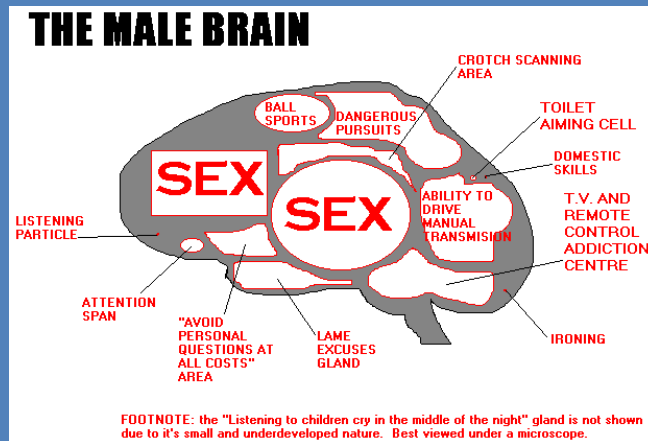 THE MALE BRAIN
CROTCH SCANNING
AREA
BALL
SPORTS
DANGEROUS
PURSUITS
TOILET
AIMING CELL
DOMESTIC
SKILLS
SEX
SEX
ABILITY TO
DRIVE
MANUAL
TRANSMISION
T.V. AND
REMOTE
CONTROL
ADDICTION
CENTRE
LISTENING
PARTICLE
ATTENTION
SPAN
"AVOID
PERSONAL
QUESTIONS AT
ALL COSTS"
AREA
LAME
EXCUSES
GLAND
IRONING
FOOTNOTE: the "Listening to children cry in the middle of the night" gland is not shown
due to it's small and underdeveloped nature. Best viewed under a microscope.